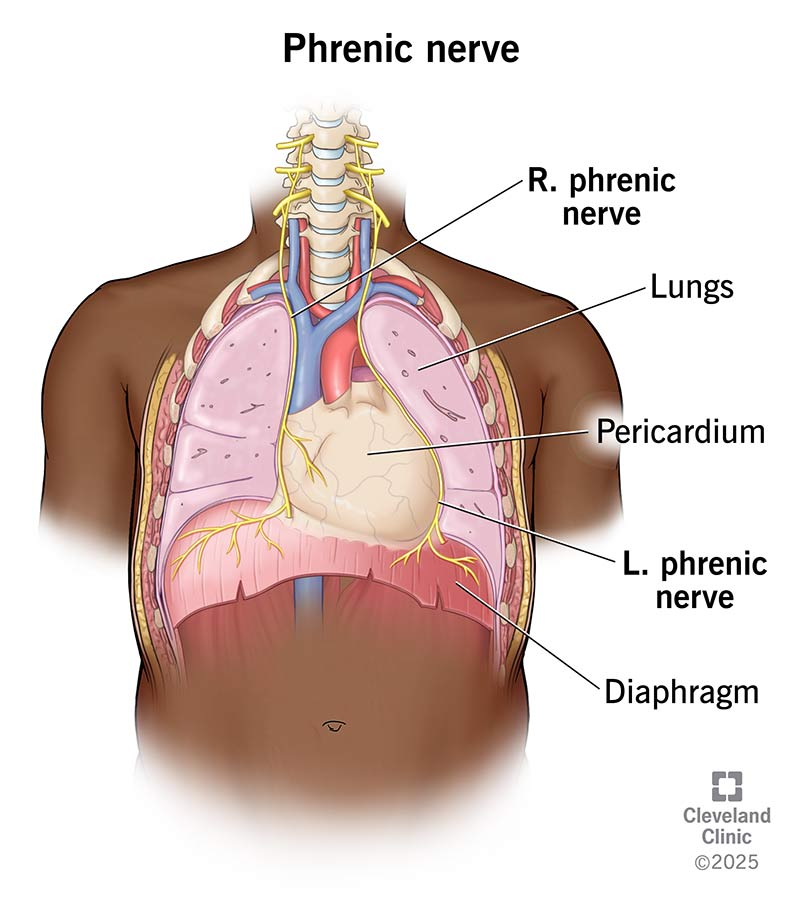 Phrenic nerve
R. phrenic
nerve
Lungs
Pericardium
L. phrenic
nerve
Diaphragm
Cleveland
Clinic
©2025